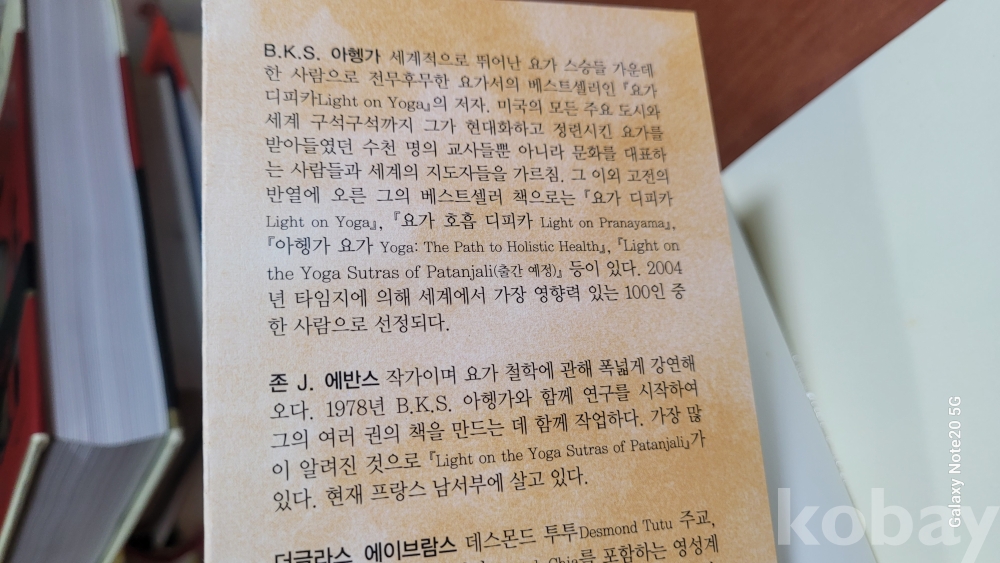 B.K.S. 아헹가 세계적으로 뛰어난 요가 스승들 가운데
한 사람으로 전무후무한 요가서의 베스트셀러인 『요가
디피카Light on Yoga』의 저자. 미국의 모든 주요 도시와
세계 구석구석까지 그가 현대화하고 정련시킨 요가를
받아들였던 수천 명의 교사들뿐 아니라 문화를 대표하
는 사람들과 세계의 지도자들을 가르침. 그 이외 고전의
반열에 오른 그의 베스트셀러 책으로는 『요가 디피카
Light on Yoga』, 『요가 호흡 디피카 Light on Pranayama』,
『아헹가 요가 Yoga: The Path to Holistic Health』, 『Light on
the Yoga Sutras of Patanjali(출간 예정)』 등이 있다. 2004
년 타임지에 의해 세계에서 가장 영향력 있는 100인 중
한 사람으로 선정되다.
존 J. 에반스 작가이며 요가 철학에 관해 폭넓게 강연해
오다. 1978년 B.K.S. 아헹가와 함께 연구를 시작하여
그의 여러 권의 책을 만드는 데 함께 작업하다. 가장 많
이 알려진 것으로 『Light on the Yoga Sutras of Patanjali』가
있다. 현재 프랑스 남서부에 살고 있다.
더글라스 에이브람스 데스몬드 투투Desmond Tutu 주교,
Chia를 포함하는 영성계
Galaxy Note20 5G
kobay